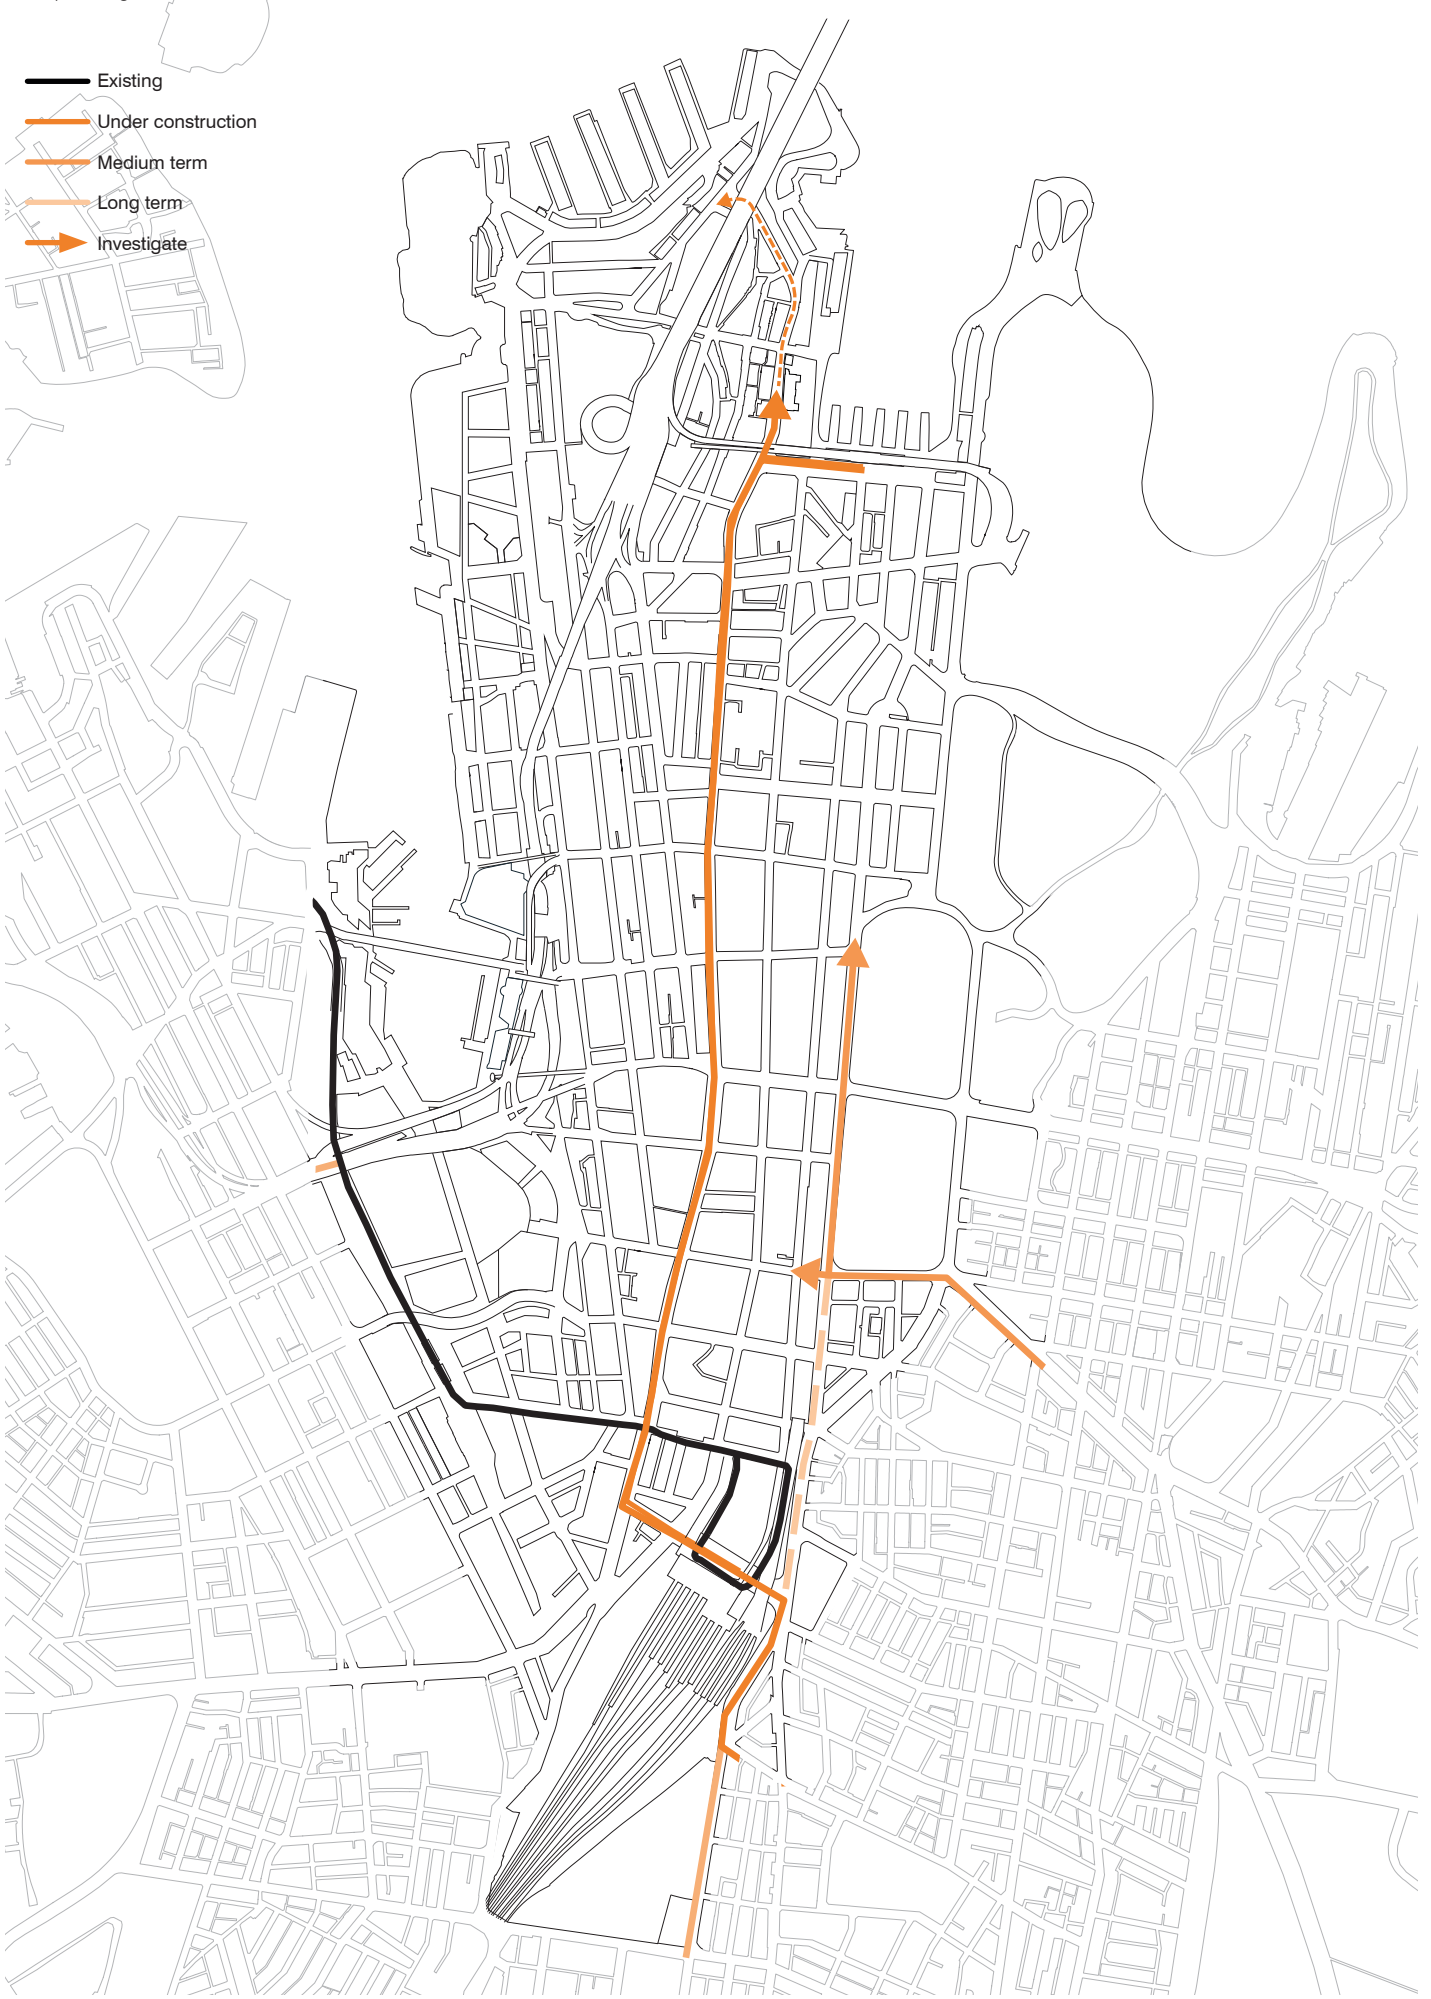 Existing
Under construction
Medium term
Long term
Investigate